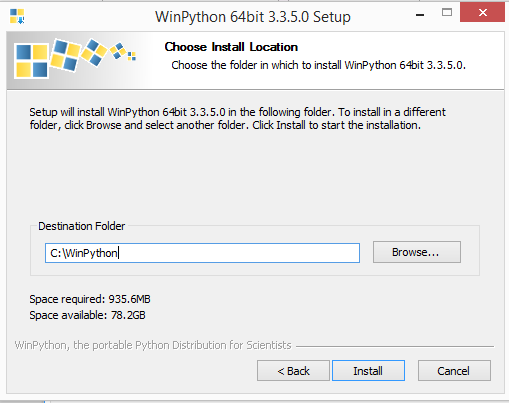 WinPython 64bit 3.3.5.0 Setup
Choose Install Location
Choose the folder in which to install WinPython 64bit 3.3.5.0.
Setup will install WinPython 64bit 3.3.5.0 in the following folder. To install in a different
folder, click Browse and select another folder. Click Install to start the installation.
Destination Folder
C:\WinPython
Browse...
Space required: 935.6MB
Space available: 78.2GB
WinPython, the portable Python Distribution for Scientists
< Back
Install
Cancel